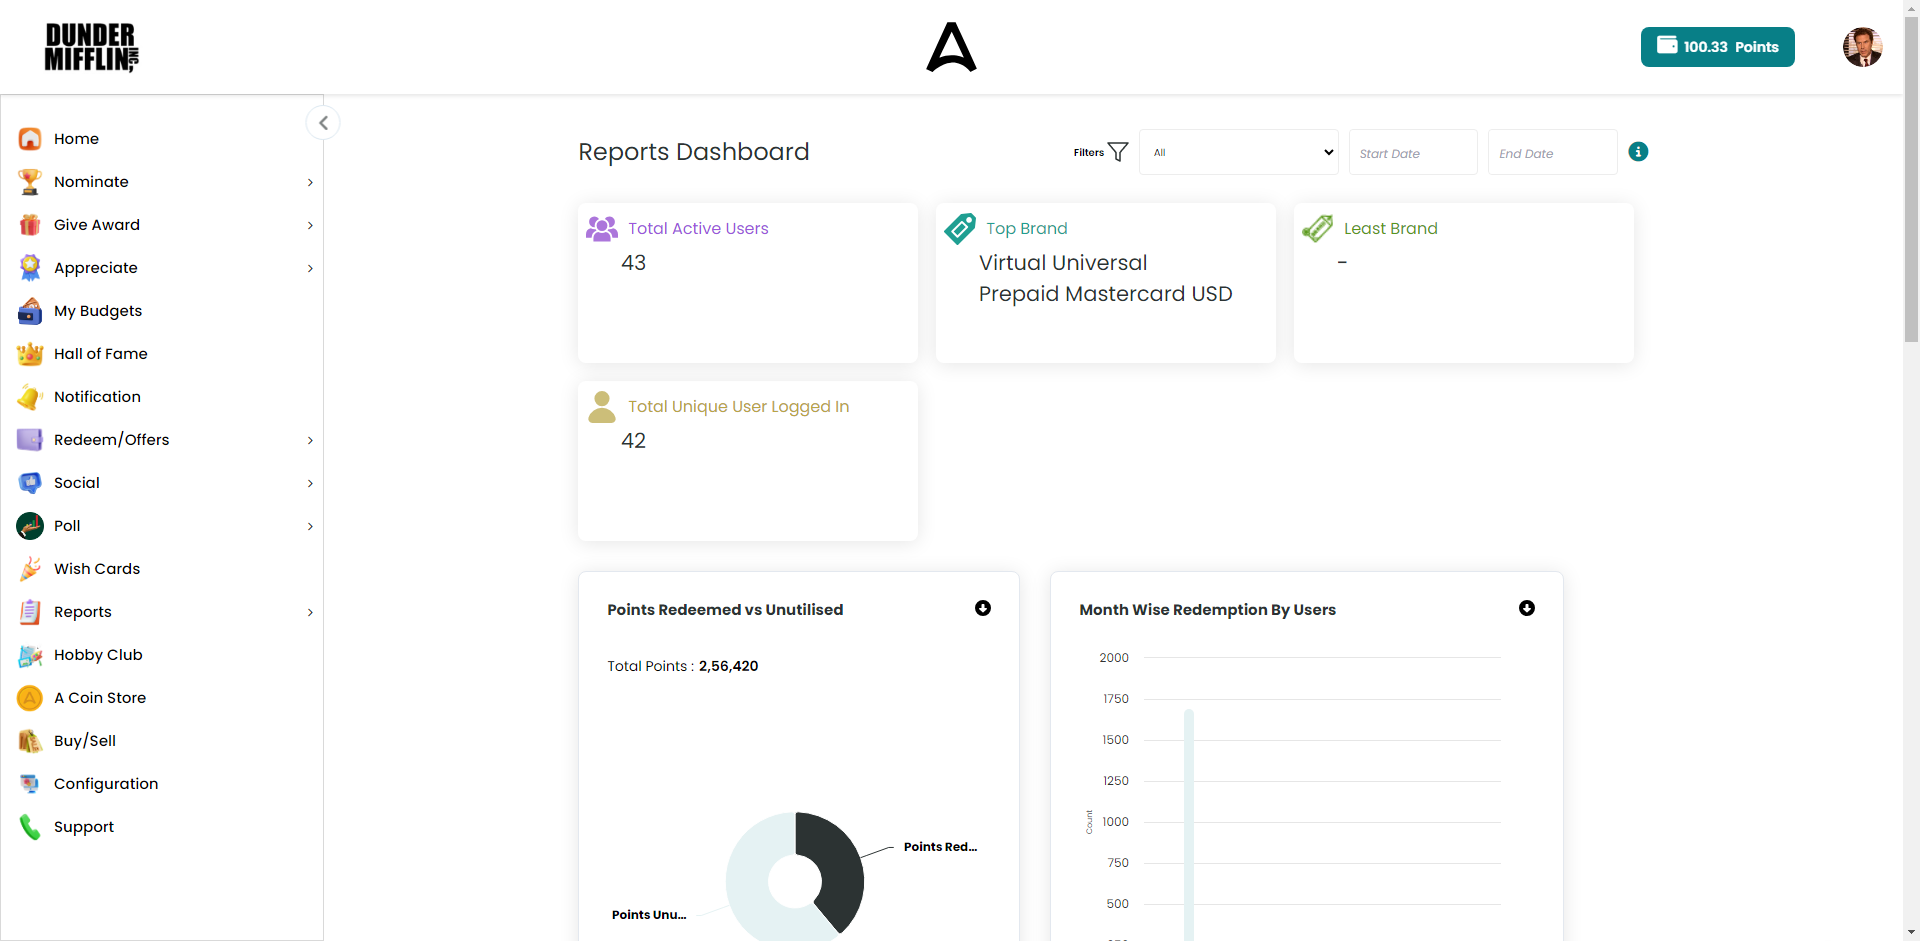 DUNDER
MIFFLIN, INC
100.33 Points
Home
Nominate
Give Award
Appreciate
My Budgets
Hall of Fame
Notification
Redeem/Offers
Social
Poll
Wish Cards
Reports
Hobby Club
A Coin Store
Buy/Sell
Configuration
Support
Reports Dashboard
Filters
All
Start Date
End Date
Total Active Users
43
Top Brand
Virtual Universal
Prepaid Mastercard USD
Least Brand
-
Total Unique User Logged In
42
Points Redeemed vs Unutilised
Total Points : 2,56,420
Points Red...
Points Unu...
Month Wise Redemption By Users
2000
1750
1500
1250
1000
750
500
Count